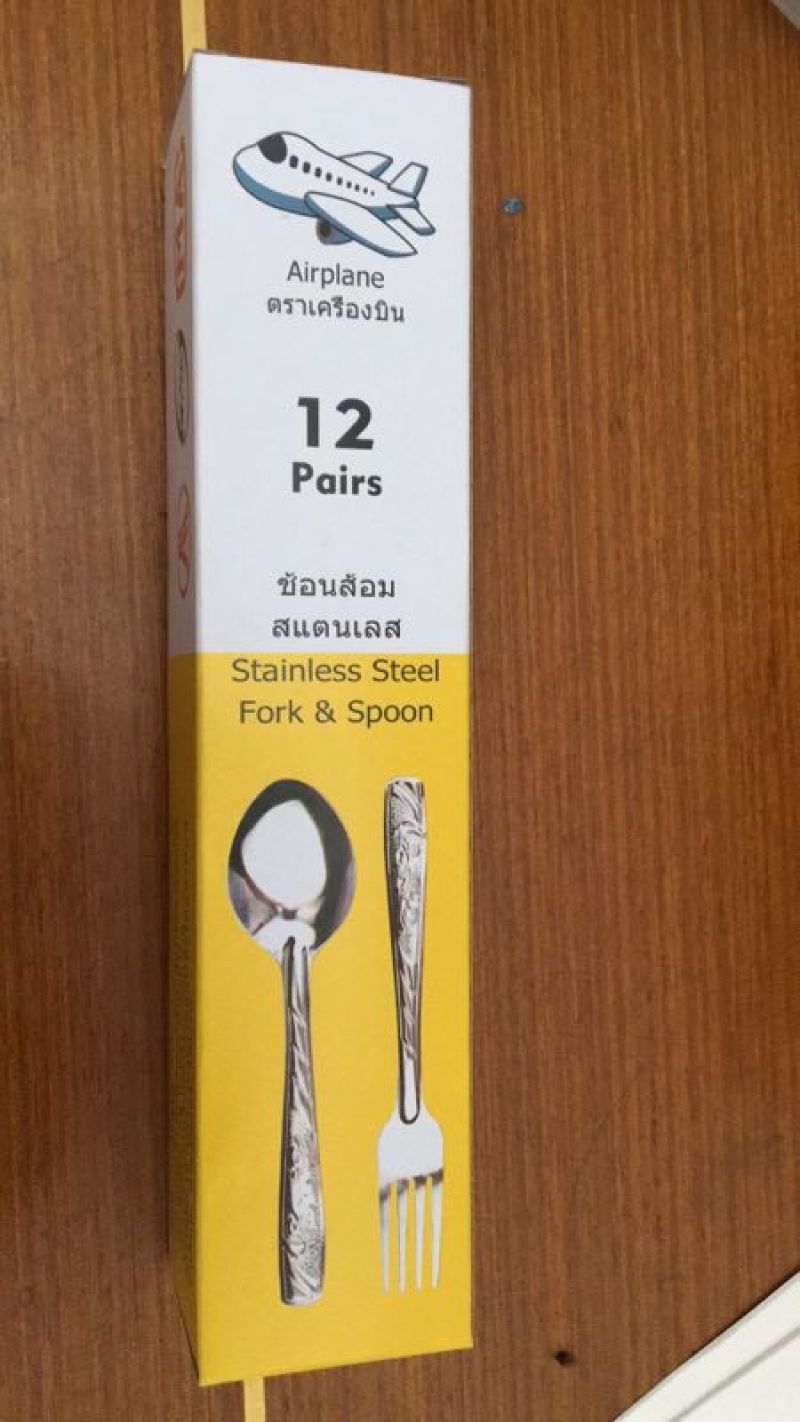 Airplane
ตราเครื่องบิน
12
Pairs
ช้อนส้อม
สแตนเลส
Stainless Steel
Fork & Spoon